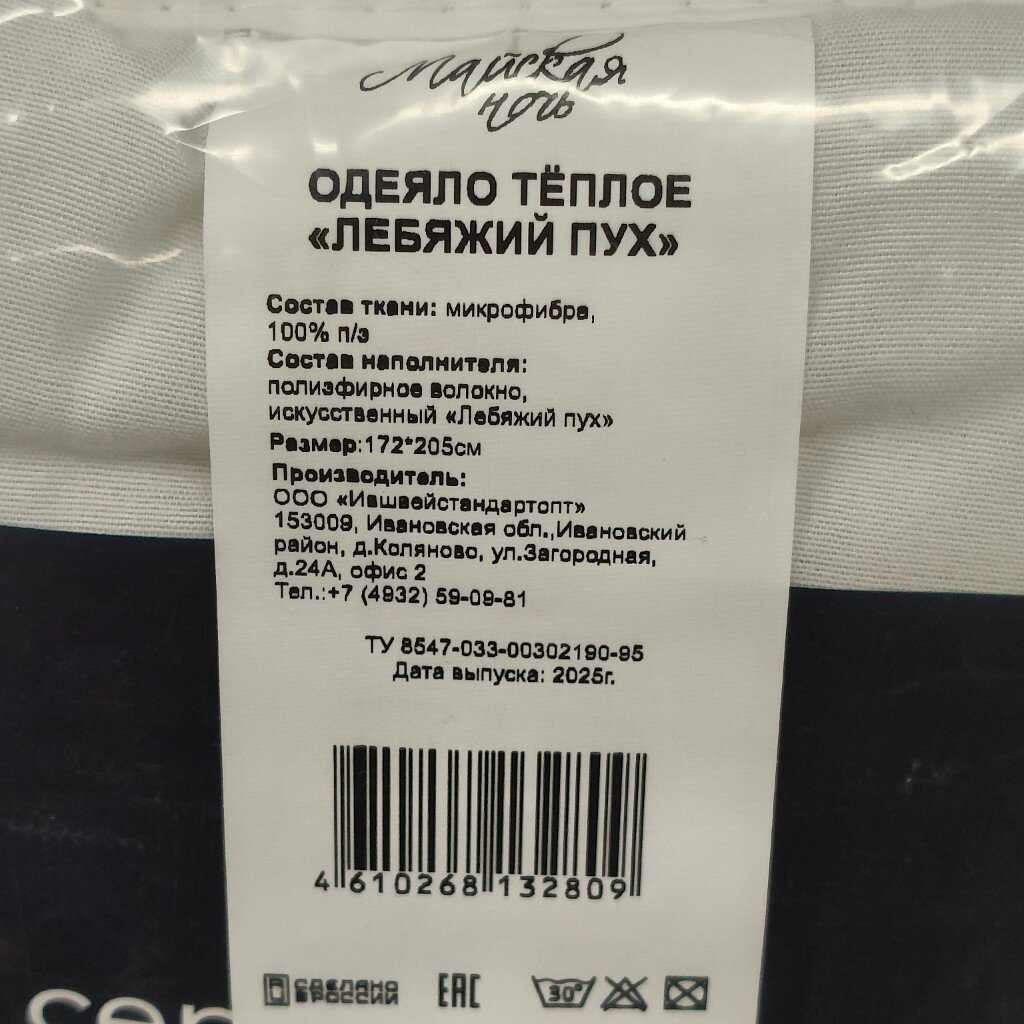 Майская
ночь
ОДЕЯЛО ТЁПЛОЕ
«ЛЕБЯЖИЙ ПУХ»
Состав ткани: микрофибра,
100% п/э
Состав наполнителя:
полиэфирное волокно,
искусственный «Лебяжий пух»
Размер:172*205см
Производитель:
ООО «Ившвейстандартопт»
153009, Ивановская обл.,Ивановский
район, д.Коляново, ул.Загородная,
д.24А, офис 2
Тел.:+7 (4932) 59-09-81
ТУ 8547-033-00302190-95
Дата выпуска: 2025г.
4 610268 132809
СДЕЛАНО
В РОССИИ
ЕАС
30°